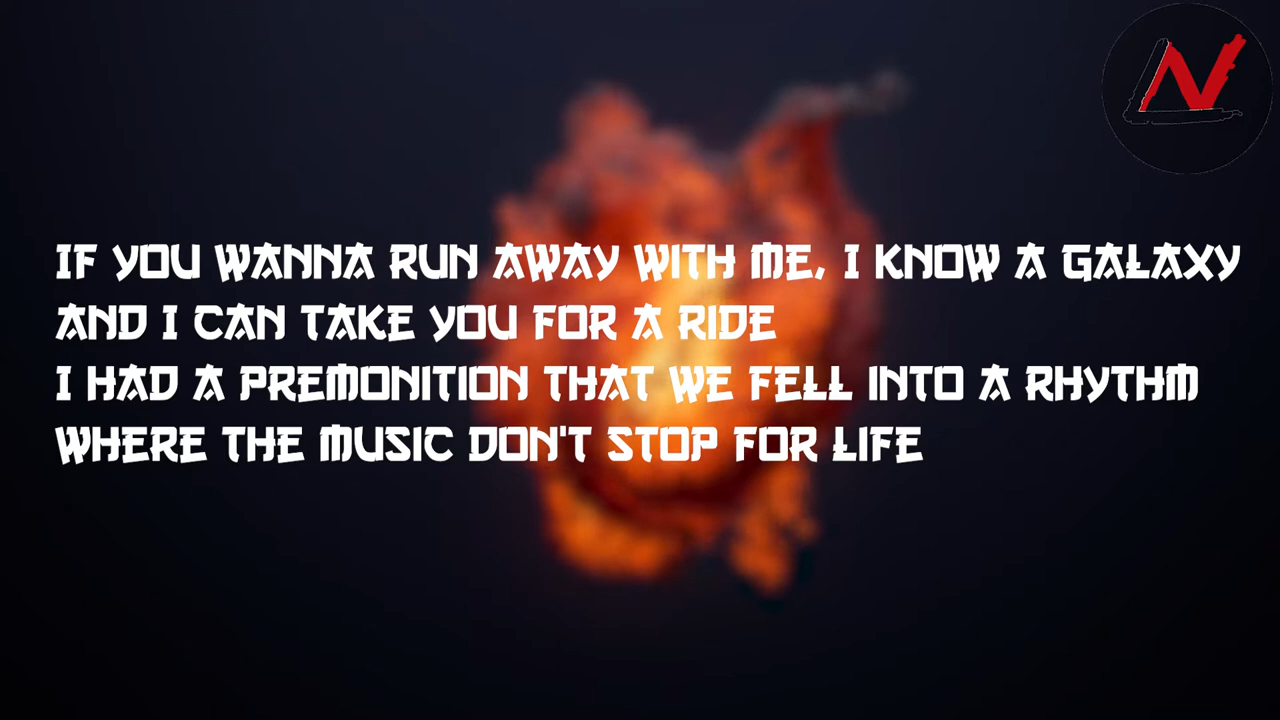 IF YOU WANNA RUN AWAY WITH ME, I KNOW A GALAXY
AND I CAN TAKE YOU FOR A RIDE
I HAD A PREMONITION THAT WE FELL INTO A RHYTHM
WHERE THE MUSIC DON'T STOP FOR LIFE